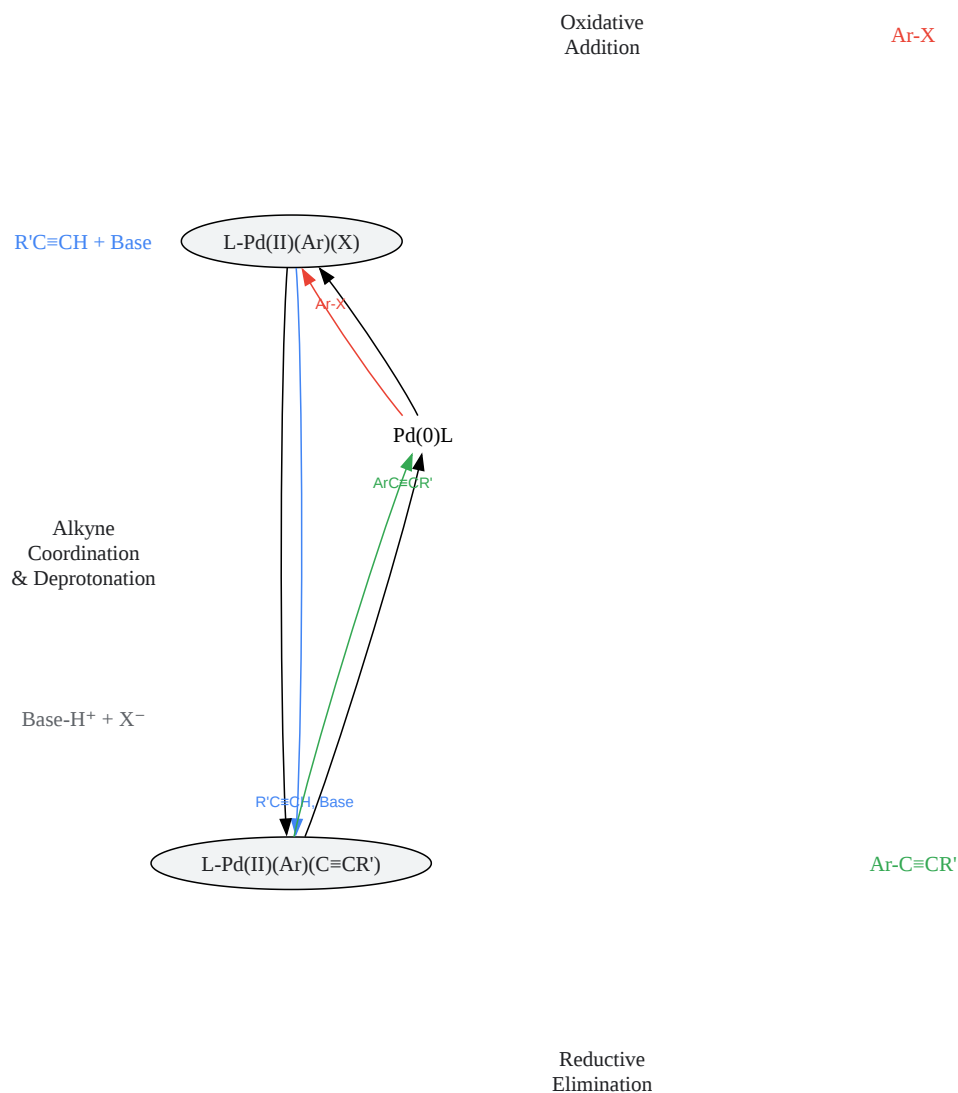 Oxidative
Addition
Ar-X
R'C≡CH + Base
L-Pd(II)(Ar)(X)
Ar-X
Pd(0)L
ArC≡CR'
Alkyne
Coordination
& Deprotonation
Base-H⁺ + X⁻
R'C≡CH, Base
L-Pd(II)(Ar)(C≡CR')
Ar-C≡CR'
Reductive
Elimination